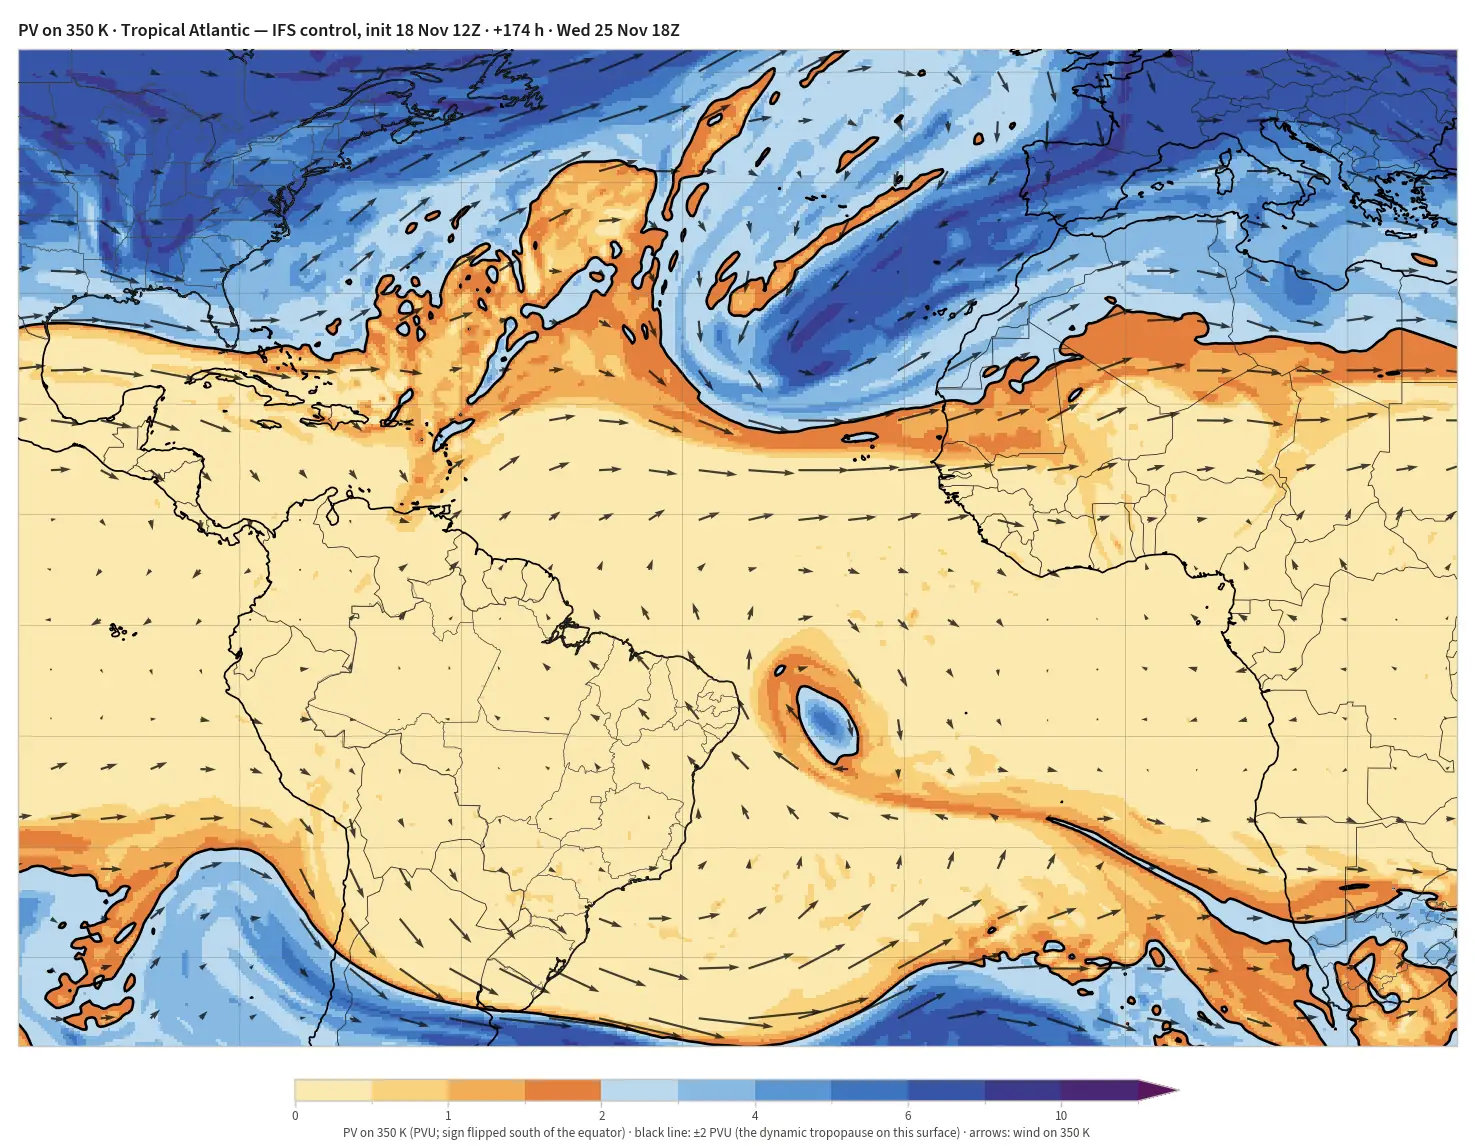 PV on 350 K · Tropical Atlantic — IFS control, init 18 Nov 12Z · +174 h · Wed 25 Nov 18Z
0 1 2 4 6 10
PV on 350 K (PVU; sign flipped south of the equator) · black line: ±2 PVU (the dynamic tropopause on this surface) · arrows: wind on 350 K